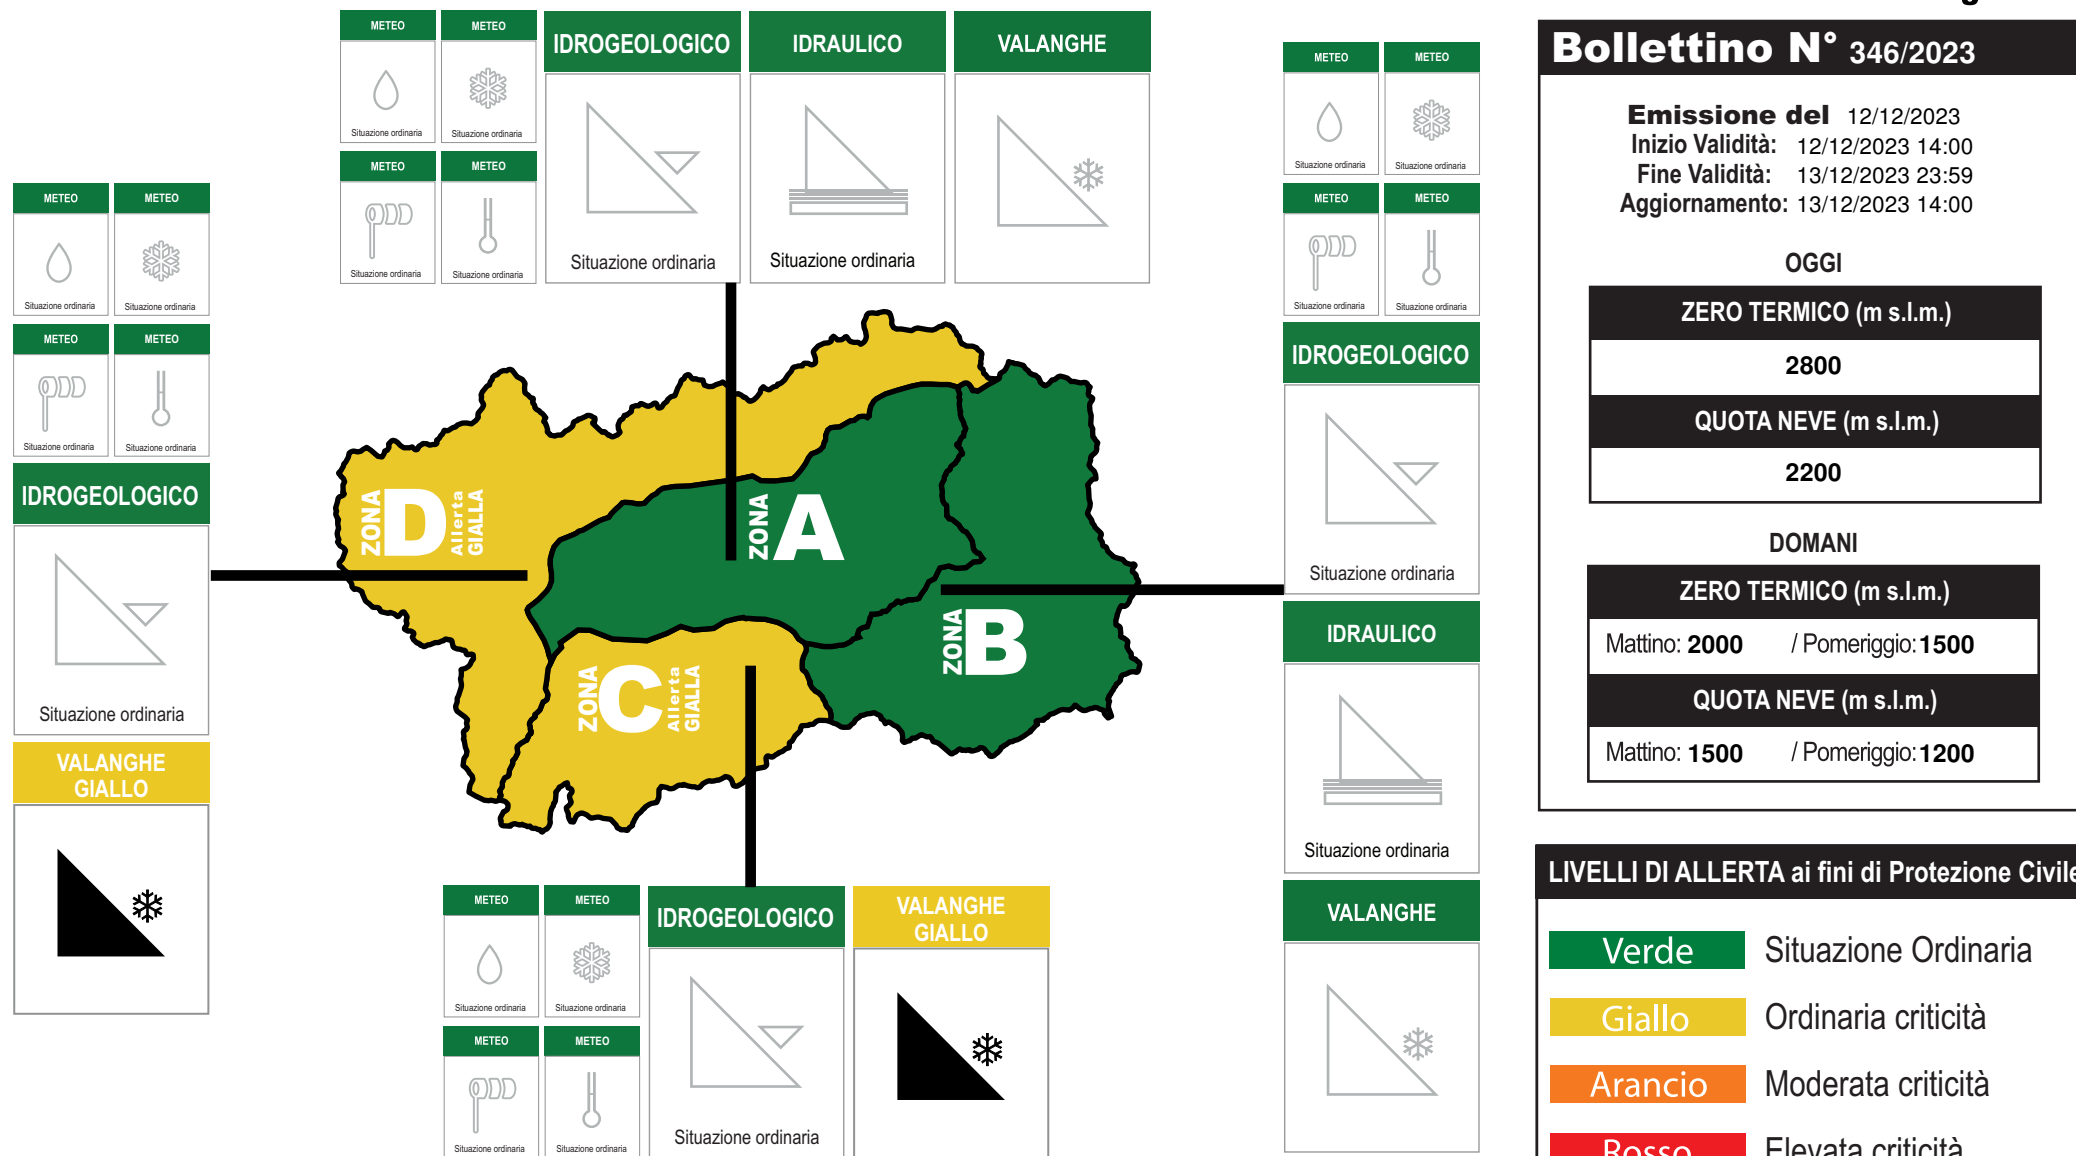 METEO
METEO
Situazione ordinaria
Situazione ordinaria
METEO
METEO
Situazione ordinaria
Situazione ordinaria
IDROGEOLOGICO
Situazione ordinaria
IDRAULICO
Situazione ordinaria
VALANGHE
METEO
METEO
Situazione ordinaria
Situazione ordinaria
METEO
METEO
Situazione ordinaria
Situazione ordinaria
IDROGEOLOGICO
Situazione ordinaria
VALANGHE
GIALLO
ZONA D Allerta GIALLA
ZONA A
ZONA B
ZONA C Allerta GIALLA
METEO
METEO
Situazione ordinaria
Situazione ordinaria
METEO
METEO
Situazione ordinaria
Situazione ordinaria
IDROGEOLOGICO
Situazione ordinaria
VALANGHE
GIALLO
METEO
METEO
Situazione ordinaria
Situazione ordinaria
METEO
METEO
Situazione ordinaria
Situazione ordinaria
IDROGEOLOGICO
Situazione ordinaria
IDRAULICO
Situazione ordinaria
VALANGHE
Bollettino N° 346/2023
Emissione del 12/12/2023
Inizio Validità: 12/12/2023 14:00
Fine Validità: 13/12/2023 23:59
Aggiornamento: 13/12/2023 14:00
OGGI
ZERO TERMICO (m s.l.m.)
2800
QUOTA NEVE (m s.l.m.)
2200
DOMANI
ZERO TERMICO (m s.l.m.)
Mattino: 2000 / Pomeriggio: 1500
QUOTA NEVE (m s.l.m.)
Mattino: 1500 / Pomeriggio: 1200
LIVELLI DI ALLERTA ai fini di Protezione Civile
Verde Situazione Ordinaria
Giallo Ordinaria criticità
Arancio Moderata criticità
Rosso Elevata criticità